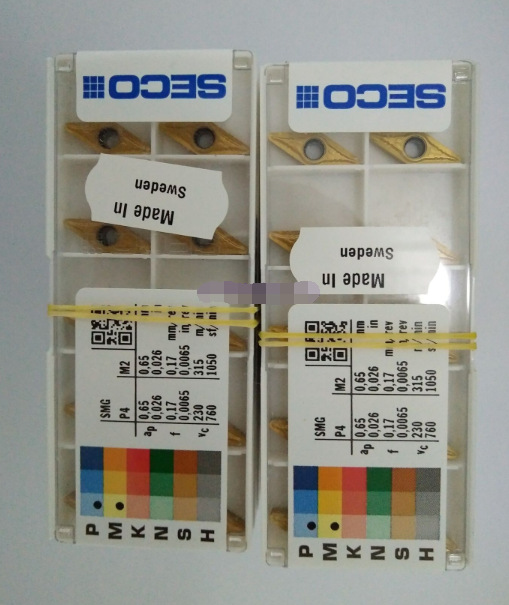 SECO
Made In
Sweden
SMG
P4 M2
ap 0,65 0,65 mm
0,026 0,026 in
f 0,17 0,17 mm/rev
0,0065 0,0065 in/rev
vc 230 315 m/min
760 1050 sf/min
P
M
K
N
S
H
SECO
Made In
Sweden
SMG
P4 M2
ap 0,65 0,65 mm
0,026 0,026 in
f 0,17 0,17 mm/rev
0,0065 0,0065 in/rev
vc 230 315 m/min
760 1050 sf/min
P
M
K
N
S
H